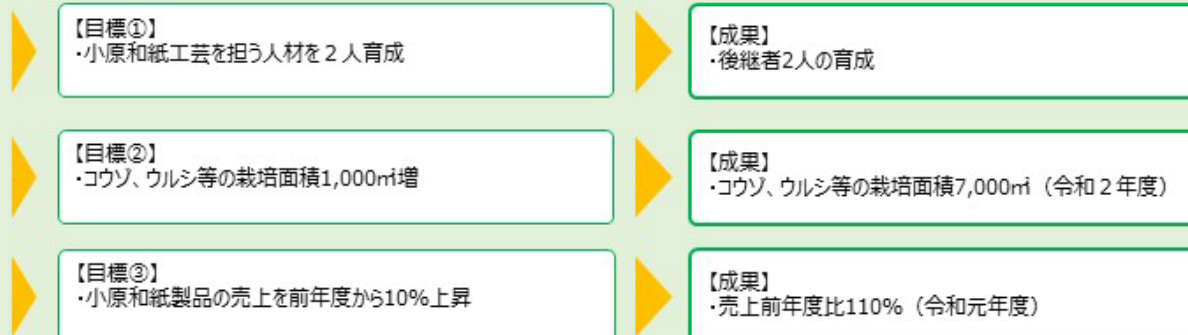 【目標①】
・小原和紙工芸を担う人材を２人育成
【成果】
・後継者2人の育成
【目標②】
・コウゾ、ウルシ等の栽培面積1,000㎡増
【成果】
・コウゾ、ウルシ等の栽培面積7,000㎡（令和２年度）
【目標③】
・小原和紙製品の売上を前年度から10%上昇
【成果】
・売上前年度比110%（令和元年度）